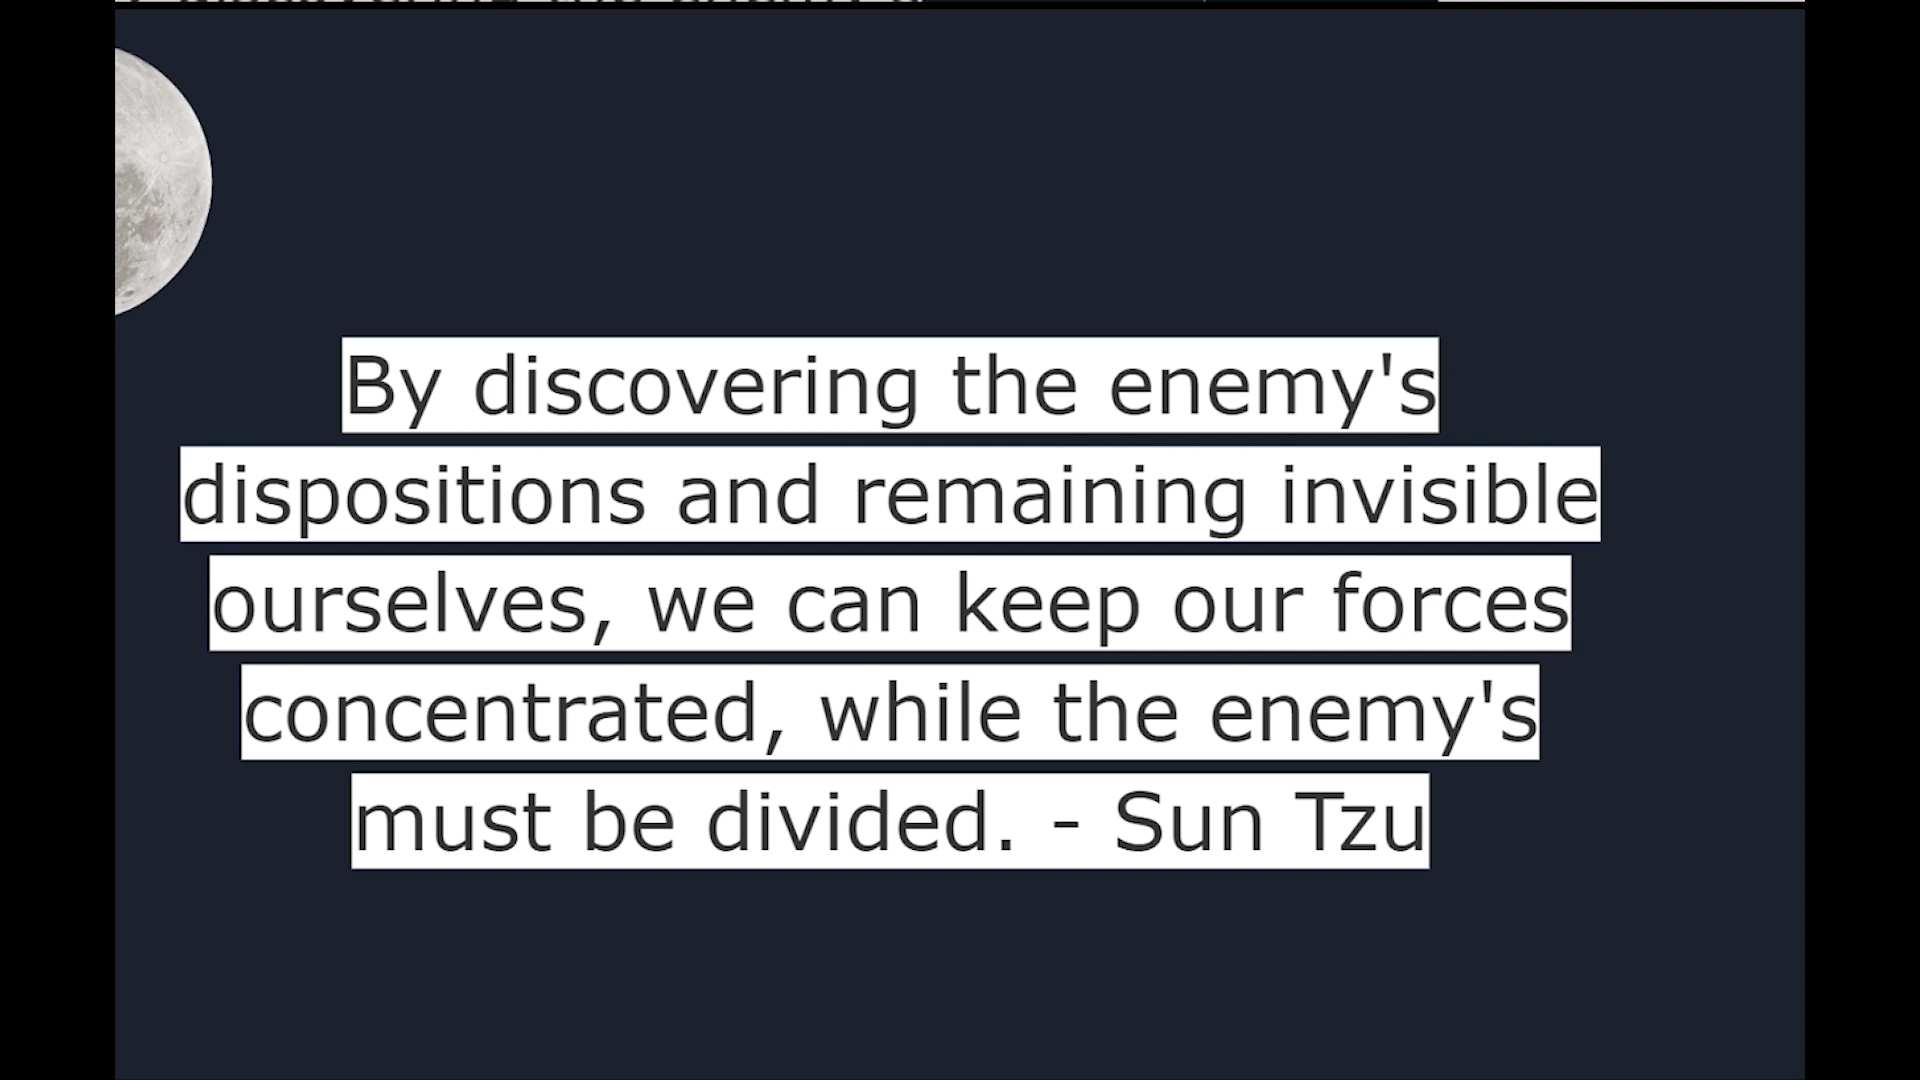 By discovering the enemy's
dispositions and remaining invisible
ourselves, we can keep our forces
concentrated, while the enemy's
must be divided. - Sun Tzu